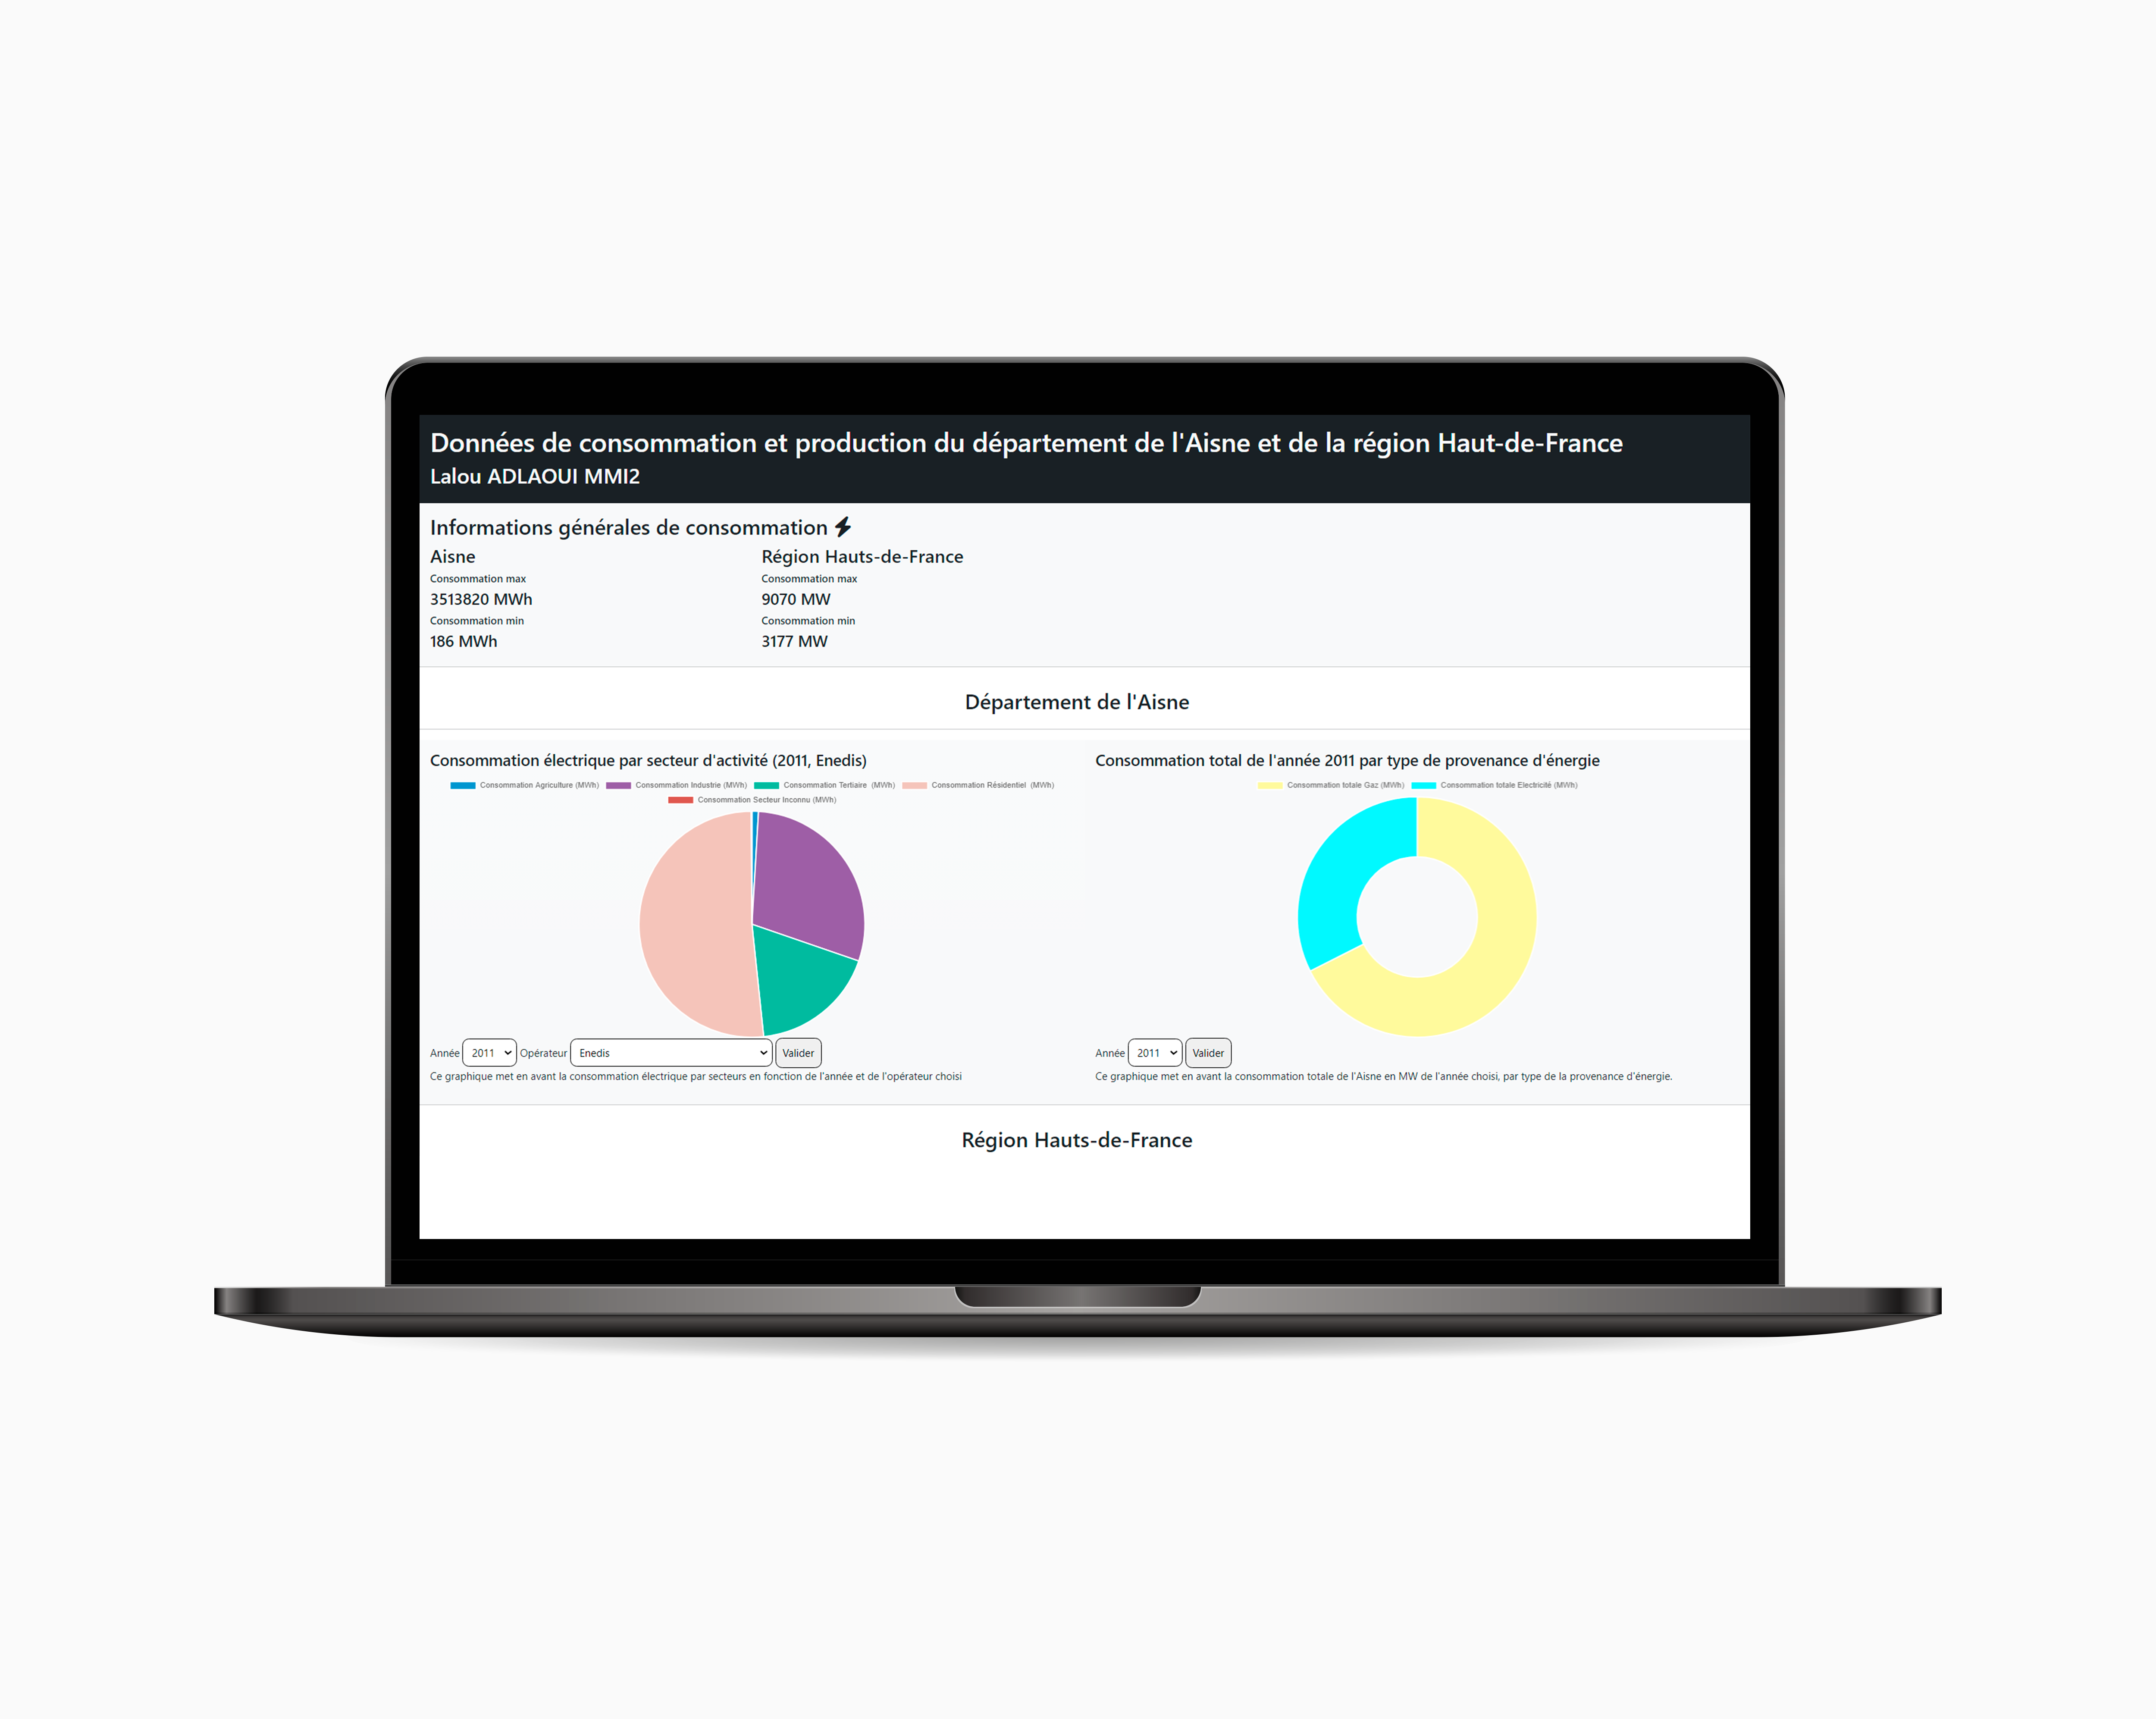 Données de consommation et production du département de l'Aisne et de la région Haut-de-France
Lalou ADLAOUI MMI2
Informations générales de consommation
Aisne
Consommation max
3513820 MWh
Consommation min
186 MWh
Région Hauts-de-France
Consommation max
9070 MW
Consommation min
3177 MW
Département de l'Aisne
Consommation électrique par secteur d'activité (2011, Enedis)
Consommation Agriculture (MWh) Consommation Industrie (MWh) Consommation Tertiaire (MWh) Consommation Résidentiel (MWh)
Consommation Secteur Inconnu (MWh)
Année 2011 Opérateur Enedis Valider
Ce graphique met en avant la consommation électrique par secteurs en fonction de l'année et de l'opérateur choisi
Consommation total de l'année 2011 par type de provenance d'énergie
Consommation totale Gaz (MWh) Consommation totale Electricité (MWh)
Année 2011 Valider
Ce graphique met en avant la consommation totale de l'Aisne en MW de l'année choisi, par type de la provenance d'énergie.
Région Hauts-de-France